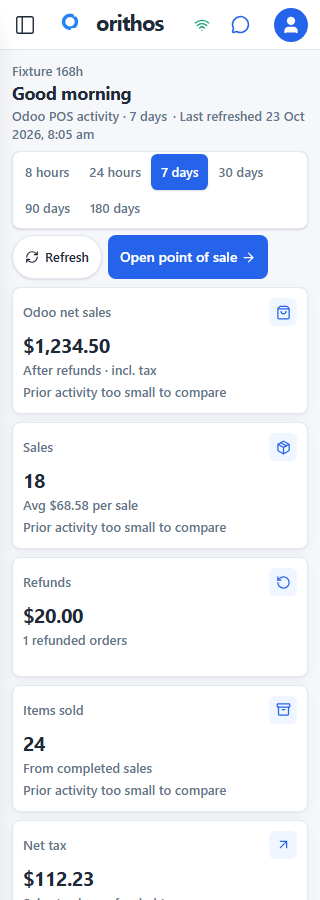 orithos
Fixture 168h
Good morning
Odoo POS activity · 7 days · Last refreshed 23 Oct
2026, 8:05 am
8 hours 24 hours 7 days 30 days
90 days 180 days
Refresh Open point of sale →
Odoo net sales
$1,234.50
After refunds · incl. tax
Prior activity too small to compare
Sales
18
Avg $68.58 per sale
Prior activity too small to compare
Refunds
$20.00
1 refunded orders
Items sold
24
From completed sales
Prior activity too small to compare
Net tax
$112.23